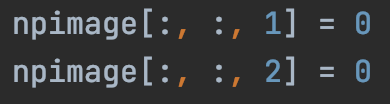 npimage[:, :, 1] = 0
npimage[:, :, 2] = 0